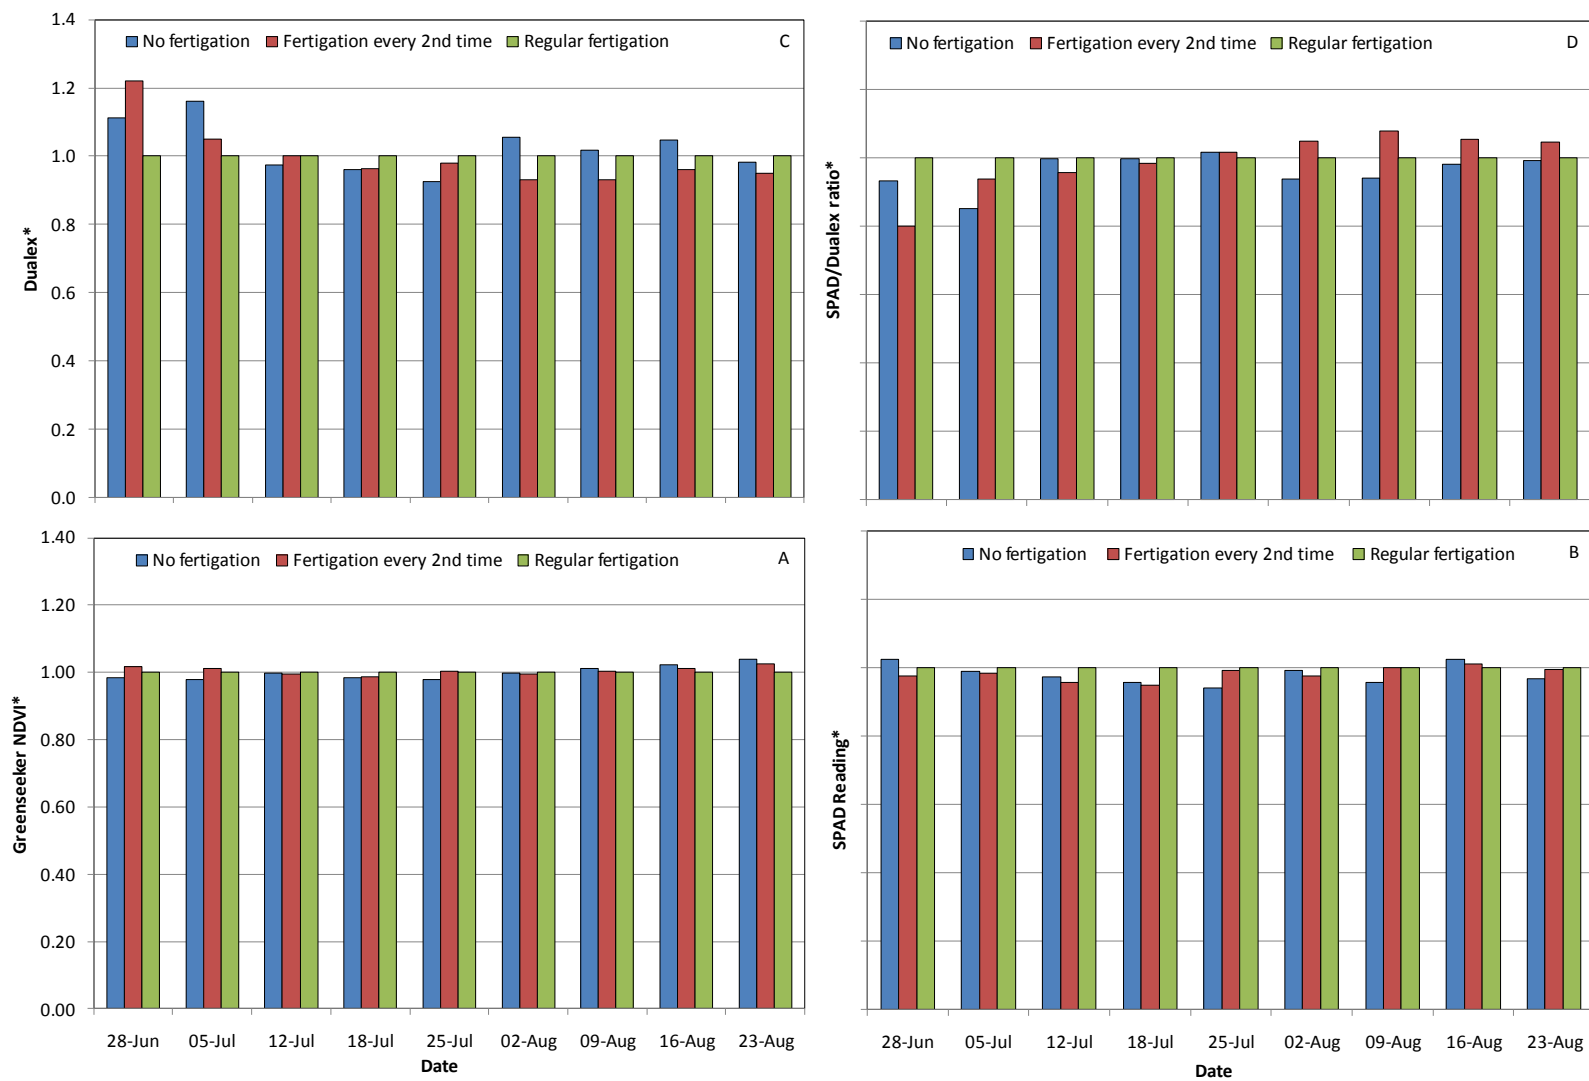 1.4
No fertigation Fertigation every 2nd time Regular fertigation C
1.2
1.0
0.8
0.6
0.4
0.2
0.0
Dualex*
No fertigation Fertigation every 2nd time Regular fertigation D
SPAD/Dualex ratio*
1.40
No fertigation Fertigation every 2nd time Regular fertigation A
1.20
1.00
0.80
0.60
0.40
0.20
0.00
Greenseeker NDVI*
28-Jun 05-Jul 12-Jul 18-Jul 25-Jul 02-Aug 09-Aug 16-Aug 23-Aug
Date
No fertigation Fertigation every 2nd time Regular fertigation B
SPAD Reading*
28-Jun 05-Jul 12-Jul 18-Jul 25-Jul 02-Aug 09-Aug 16-Aug 23-Aug
Date